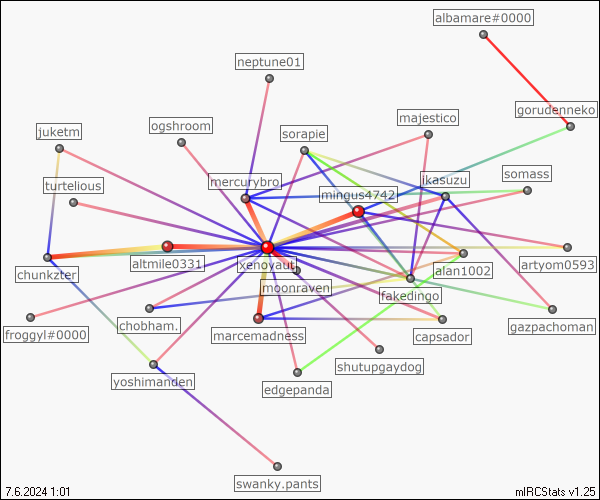 albamare#0000
neptune01
gorudenneko
majestico
ogshroom
juketm
sorapie
mercurybro
ikasuzu
somass
turtelious
mingus4742
xenoyaut
altmile0331
alan1002
artyom0593
chunkzter
moonraven
fakedingo
froggyl#0000
chobham.
gazpachoman
marcemadness
capsador
shutupgaydog
yoshimanden
edgepanda
swanky.pants
7.6.2024 1:01
mIRCStats v1.25